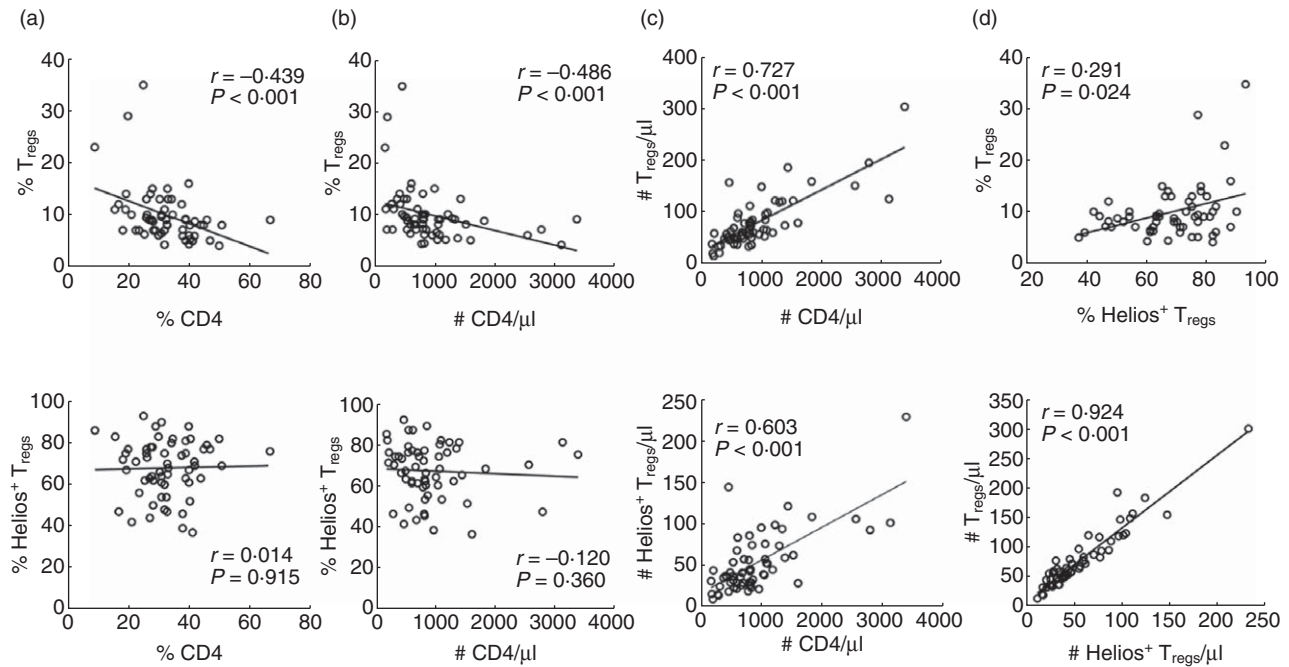 (a)
(b)
(c)
(d)
40
30
20
10
0
% Tregs
r = –0·439
P < 0·001
0 20 40 60 80
% CD4
40
30
20
10
0
% Tregs
r = –0·486
P < 0·001
0 1000 2000 3000 4000
# CD4/µl
400
300
200
100
0
# Tregs/µl
r = 0·727
P < 0·001
0 1000 2000 3000 4000
# CD4/µl
40
30
20
10
0
% Tregs
r = 0·291
P = 0·024
20 40 60 80 100
% Helios+ Tregs
100
80
60
40
20
0
% Helios+ Tregs
r = 0·014
P = 0·915
0 20 40 60 80
% CD4
100
80
60
40
20
0
% Helios+ Tregs
r = –0·120
P = 0·360
0 1000 2000 3000 4000
# CD4/µl
250
200
150
100
50
0
# Helios+ Tregs/µl
r = 0·603
P < 0·001
0 1000 2000 3000 4000
# CD4/µl
350
300
250
200
150
100
50
0
# Tregs/µl
r = 0·924
P < 0·001
0 50 100 150 200 250
# Helios+ Tregs/µl